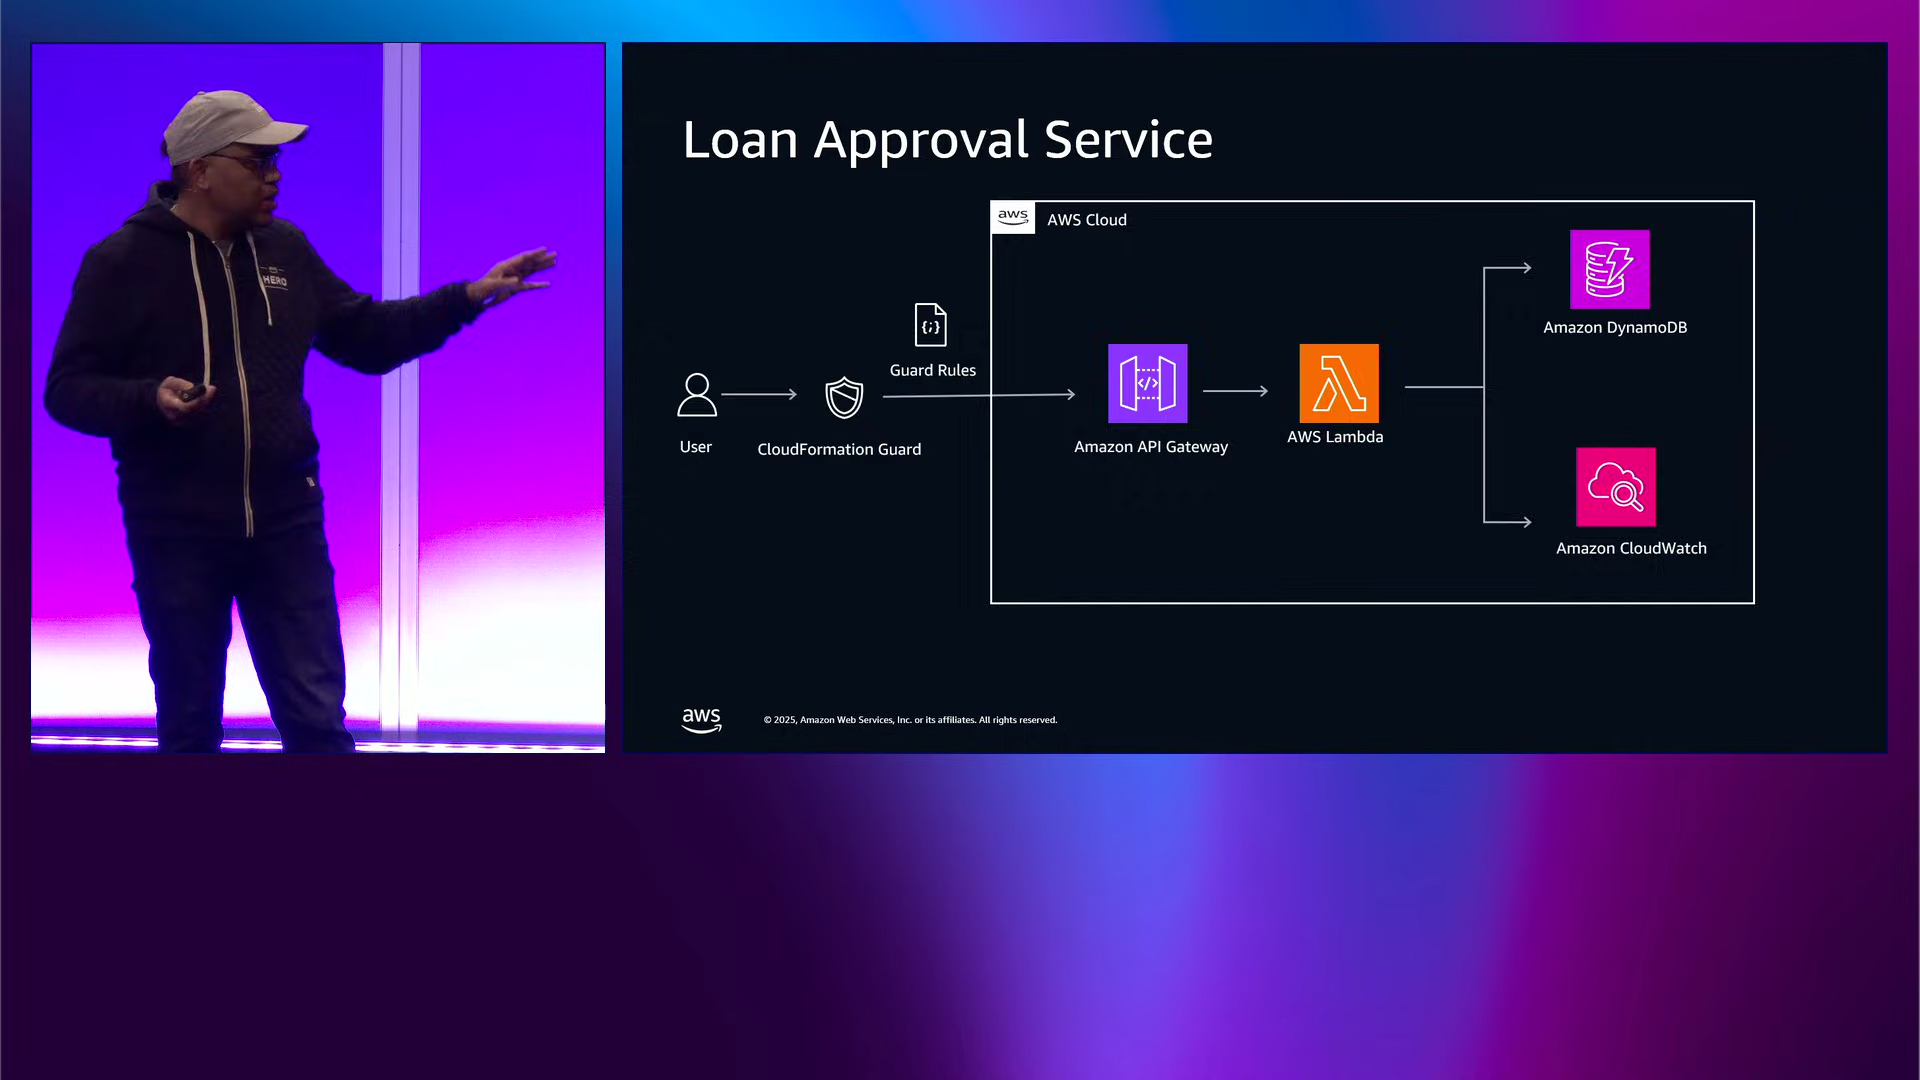 HERO
Loan Approval Service
aws
AWS Cloud
Amazon DynamoDB
{;}
Guard Rules
</>
User
CloudFormation Guard
Amazon API Gateway
AWS Lambda
Amazon CloudWatch
aws
© 2025, Amazon Web Services, Inc. or its affiliates. All rights reserved.